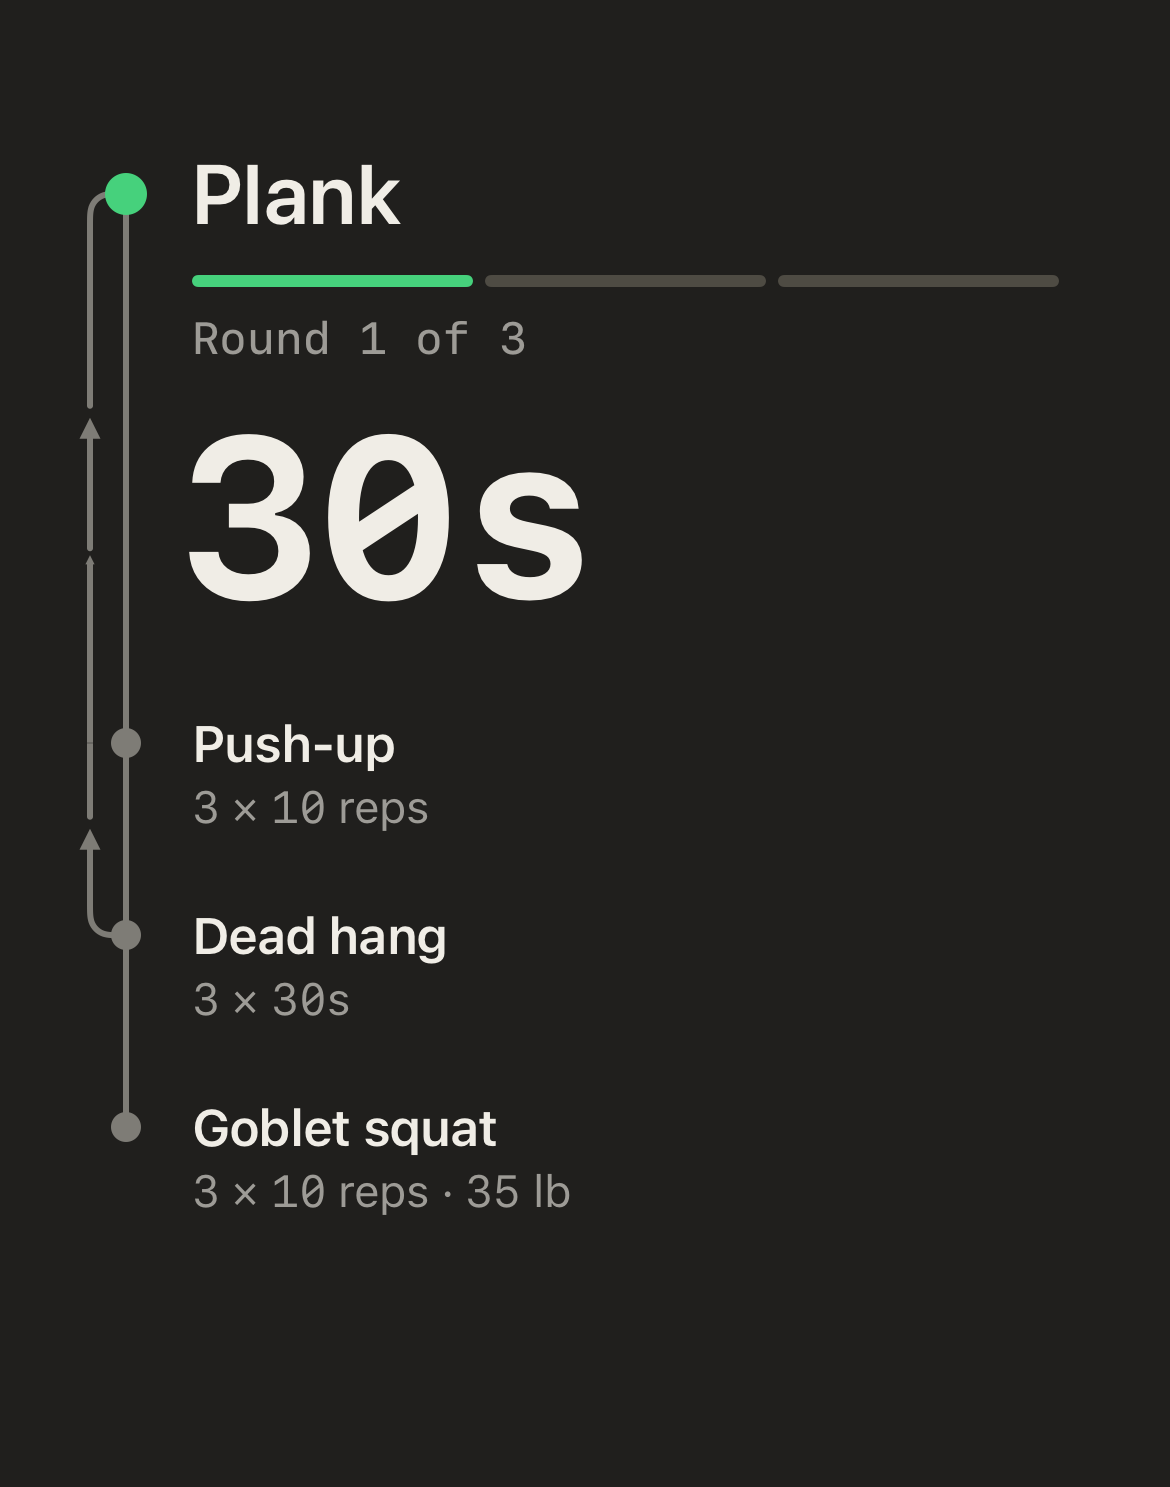 Plank
Round 1 of 3
30s
Push-up
3 × 10 reps
Dead hang
3 × 30s
Goblet squat
3 × 10 reps · 35 lb